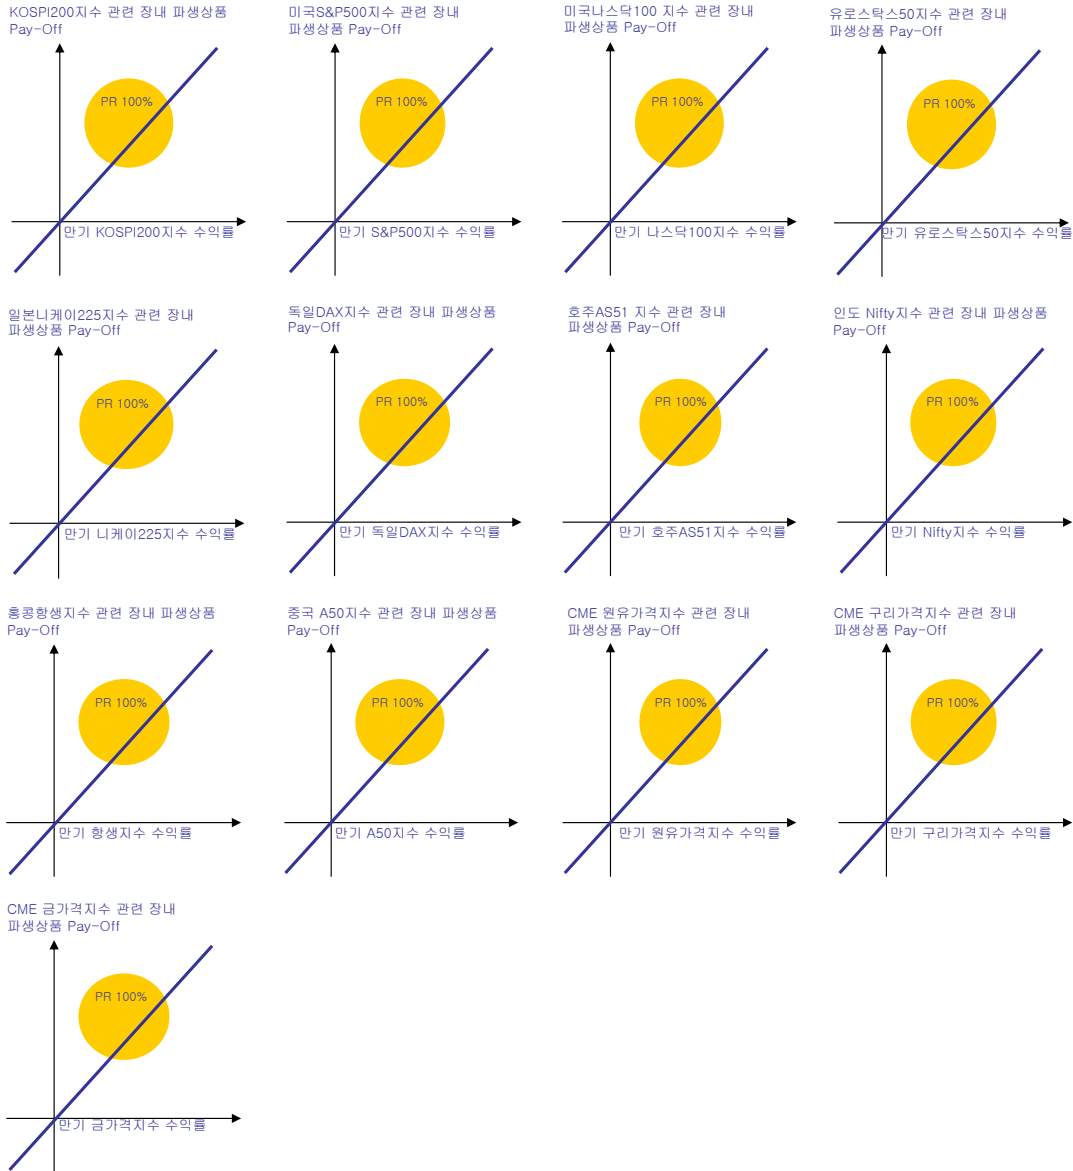 KOSPI200지수 관련 장내 파생상품
Pay-Off
PR 100%
만기 KOSPI200지수 수익률
미국S&P500지수 관련 장내
파생상품 Pay-Off
PR 100%
만기 S&P500지수 수익률
미국나스닥100 지수 관련 장내
파생상품 Pay-Off
PR 100%
만기 나스닥100지수 수익률
유로스탁스50지수 관련 장내
파생상품 Pay-Off
PR 100%
만기 유로스탁스50지수 수익률
일본니케이225지수 관련 장내
파생상품 Pay-Off
PR 100%
만기 니케이225지수 수익률
독일DAX지수 관련 장내 파생상품
Pay-Off
PR 100%
만기 독일DAX지수 수익률
호주AS51 지수 관련 장내
파생상품 Pay-Off
PR 100%
만기 호주AS51지수 수익률
인도 Nifty지수 관련 장내 파생상품
Pay-Off
PR 100%
만기 Nifty지수 수익률
홍콩항생지수 관련 장내 파생상품
Pay-Off
PR 100%
만기 항생지수 수익률
중국 A50지수 관련 장내 파생상품
Pay-Off
PR 100%
만기 A50지수 수익률
CME 원유가격지수 관련 장내
파생상품 Pay-Off
PR 100%
만기 원유가격지수 수익률
CME 구리가격지수 관련 장내
파생상품 Pay-Off
PR 100%
만기 구리가격지수 수익률
CME 금가격지수 관련 장내
파생상품 Pay-Off
PR 100%
만기 금가격지수 수익률